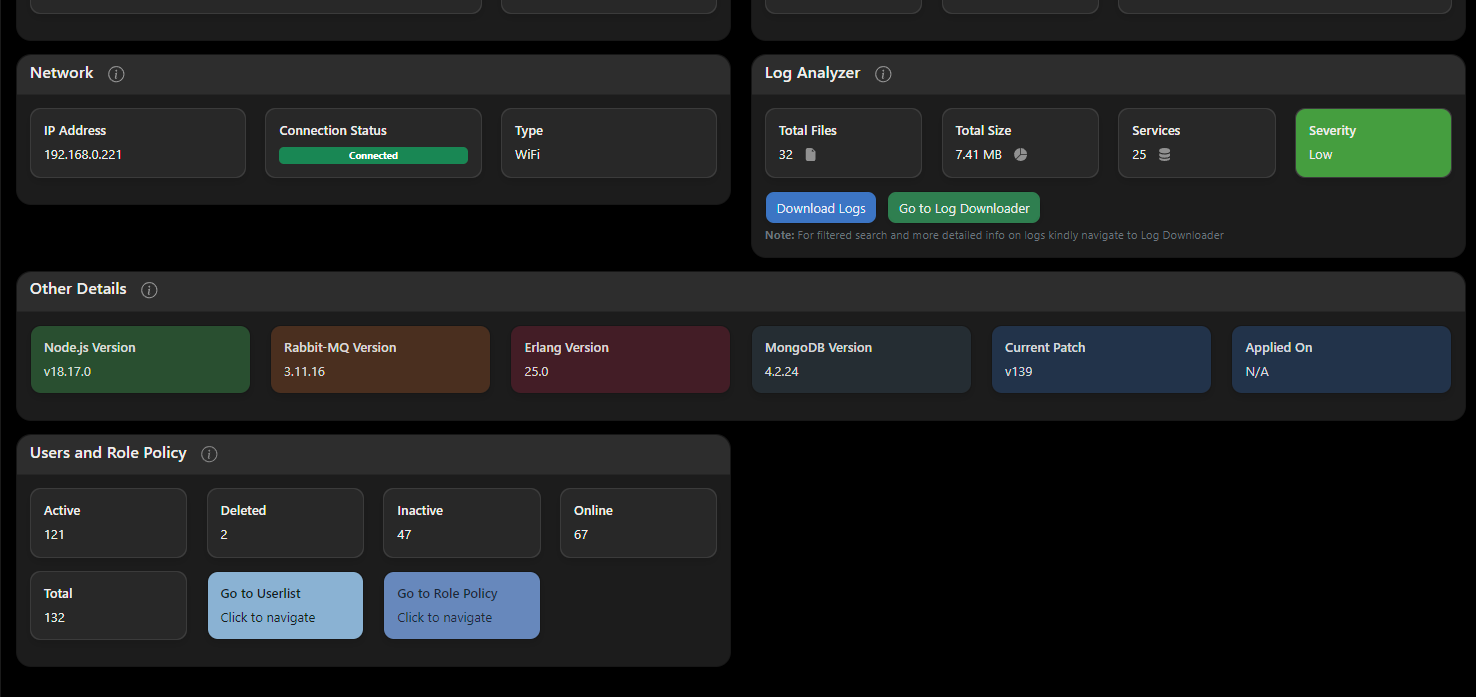 Network
IP Address
192.168.0.221
Connection Status
Connected
Type
WiFi
Log Analyzer
Total Files
32
Total Size
7.41 MB
Services
25
Severity
Low
Download Logs
Go to Log Downloader
Note: For filtered search and more detailed info on logs kindly navigate to Log Downloader
Other Details
Node.js Version
v18.17.0
Rabbit-MQ Version
3.11.16
Erlang Version
25.0
MongoDB Version
4.2.24
Current Patch
v139
Applied On
N/A
Users and Role Policy
Active
121
Deleted
2
Inactive
47
Online
67
Total
132
Go to Userlist
Click to navigate
Go to Role Policy
Click to navigate